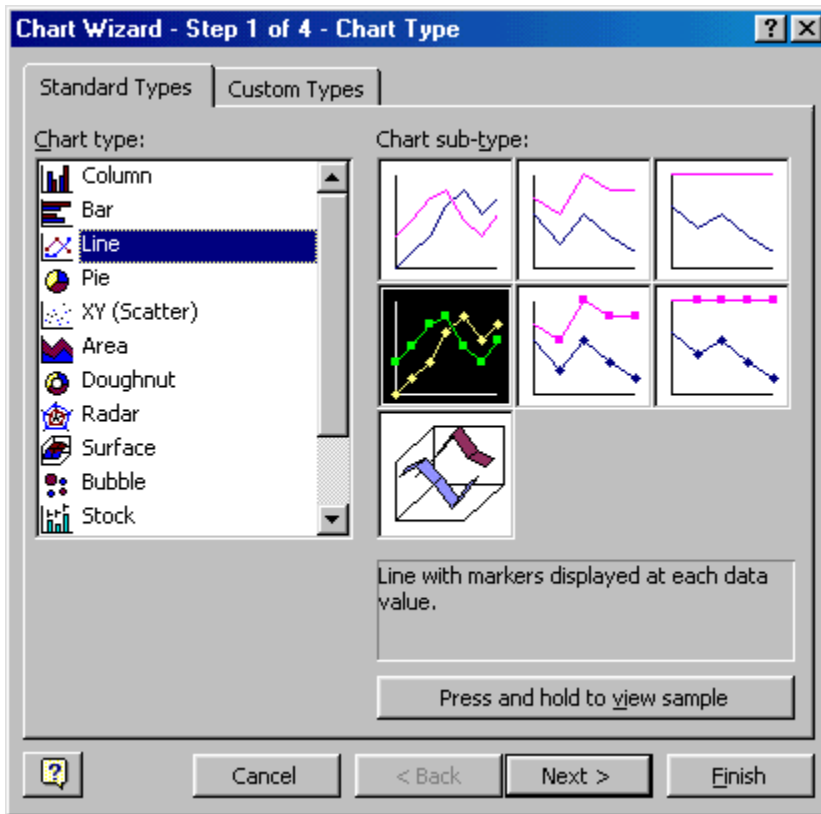 Chart Wizard - Step 1 of 4 - Chart Type
Standard Types
Custom Types
Chart type:
Column
Bar
Line
Pie
XY (Scatter)
Area
Doughnut
Radar
Surface
Bubble
Stock
Chart sub-type:
Line with markers displayed at each data
value.
Press and hold to view sample
Cancel
< Back
Next >
Finish